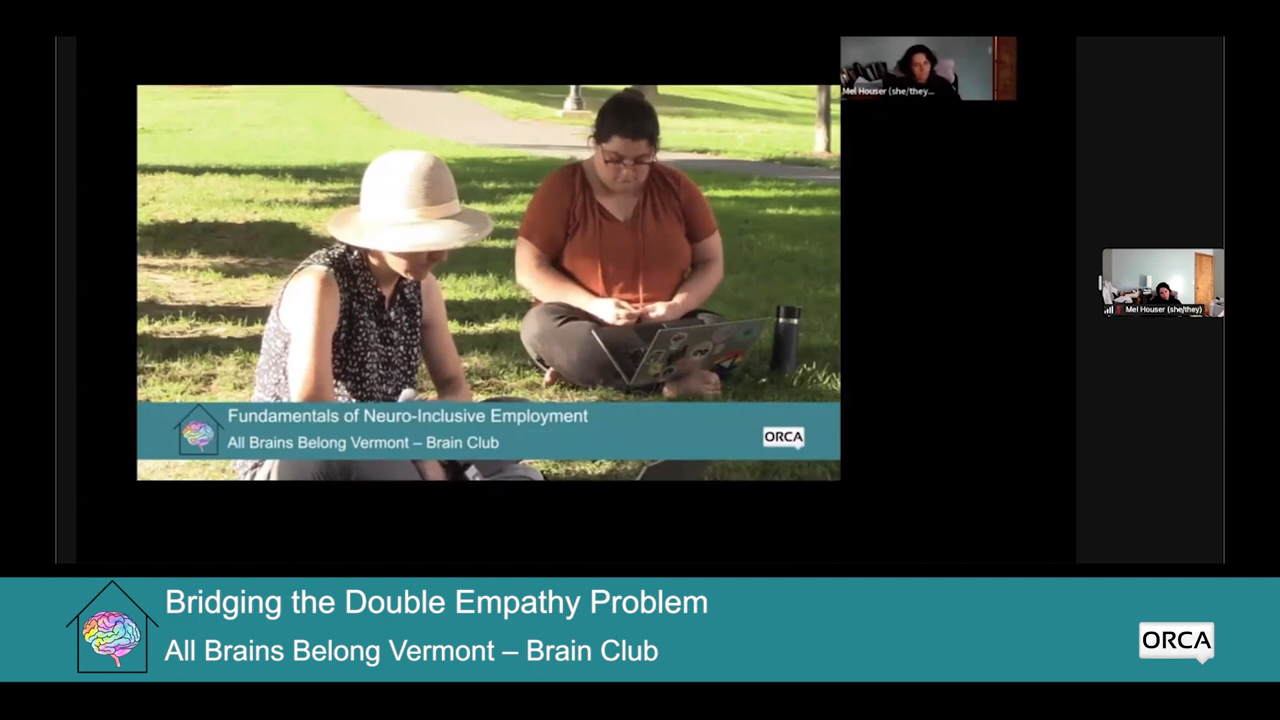 Mel Houser (she/they...
Fundamentals of Neuro-Inclusive Employment
All Brains Belong Vermont – Brain Club
ORCA
Mel Houser (she/they)
Bridging the Double Empathy Problem
All Brains Belong Vermont – Brain Club
ORCA